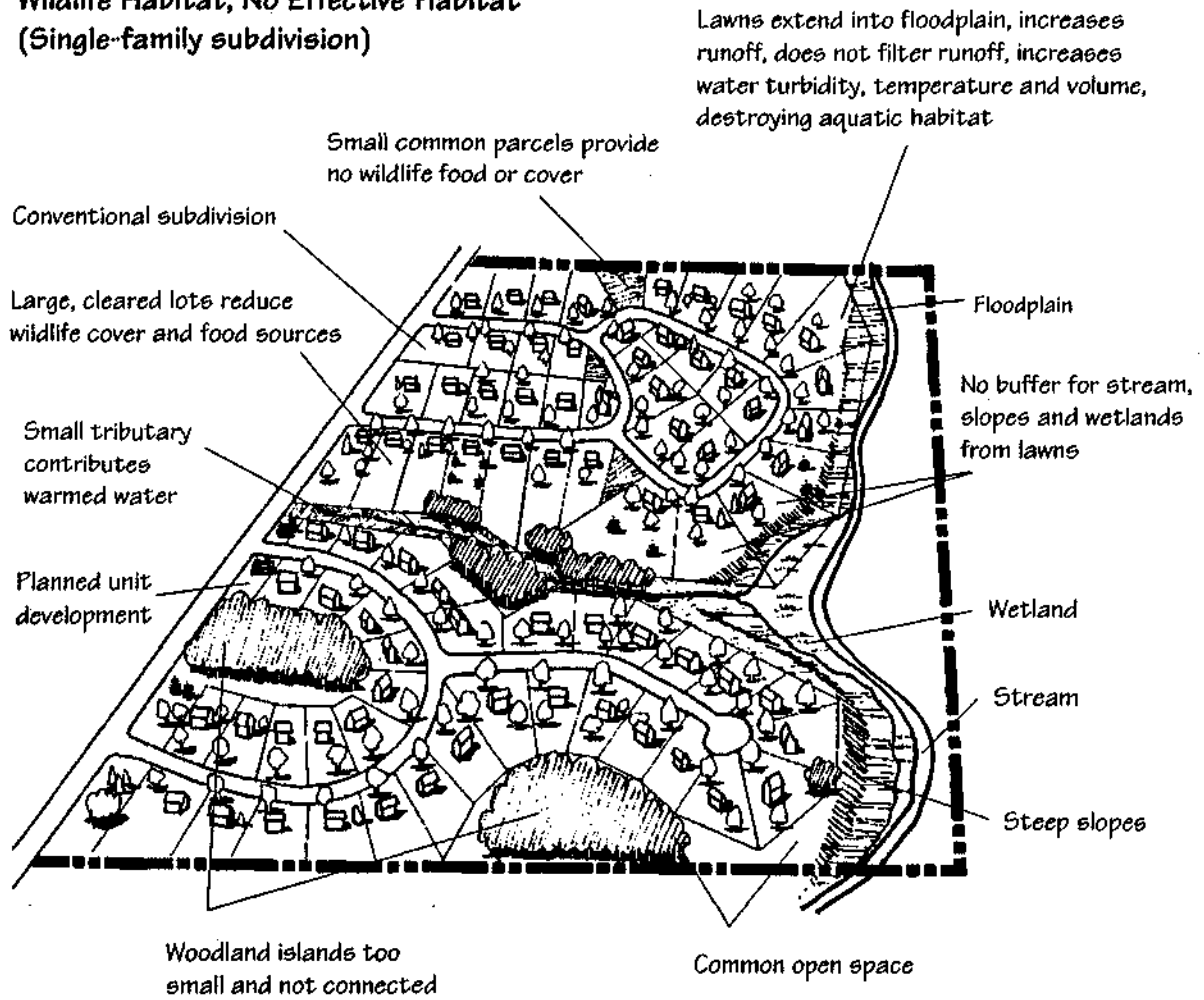 Wildlife Habitat, No Effective Habitat
(Single-family subdivision)
Lawns extend into floodplain, increases
runoff, does not filter runoff, increases
water turbidity, temperature and volume,
destroying aquatic habitat
Small common parcels provide
no wildlife food or cover
Conventional subdivision
Large, cleared lots reduce
wildlife cover and food sources
Floodplain
No buffer for stream,
slopes and wetlands
from lawns
Small tributary
contributes
warmed water
Planned unit
development
Wetland
Stream
Steep slopes
Woodland islands too
small and not connected
Common open space